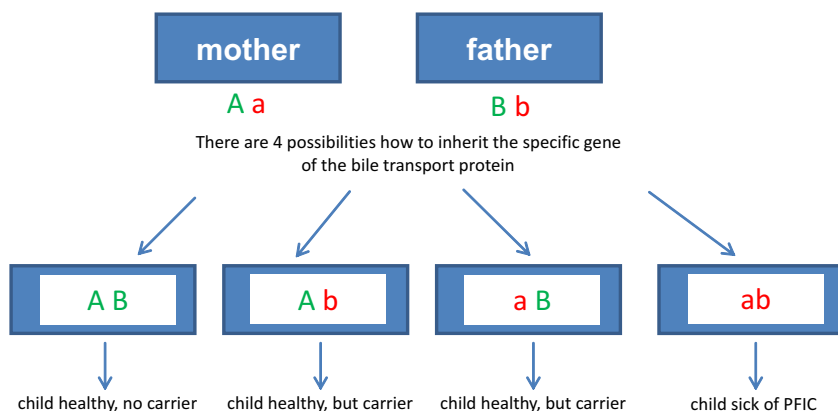 mother father
A a B b
There are 4 possibilities how to inherit the specific gene
of the bile transport protein
A B A b a B ab
child healthy, no carrier child healthy, but carrier child healthy, but carrier child sick of PFIC